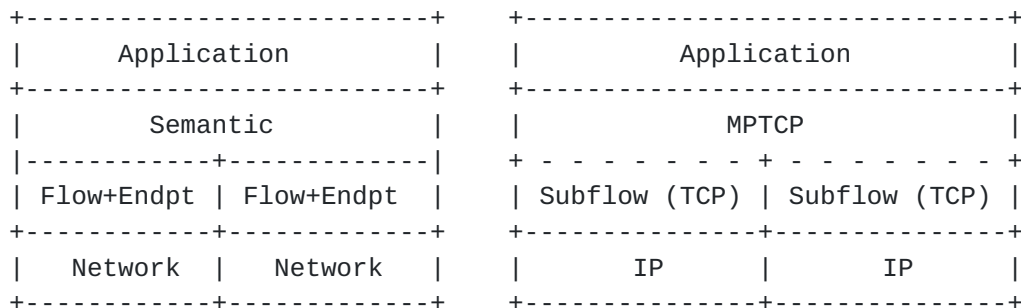 +--------------------------+    +-------------------------------+
|      Application         |    |          Application          |
+--------------------------+    +-------------------------------+
|        Semantic          |    |             MPTCP             |
|------------+-------------|    + - - - - - - - + - - - - - - - +
| Flow+Endpt | Flow+Endpt  |    | Subflow (TCP) | Subflow (TCP) |
+------------+-------------+    +---------------+---------------+
|   Network  |   Network   |    |       IP      |       IP      |
+------------+-------------+    +---------------+---------------+